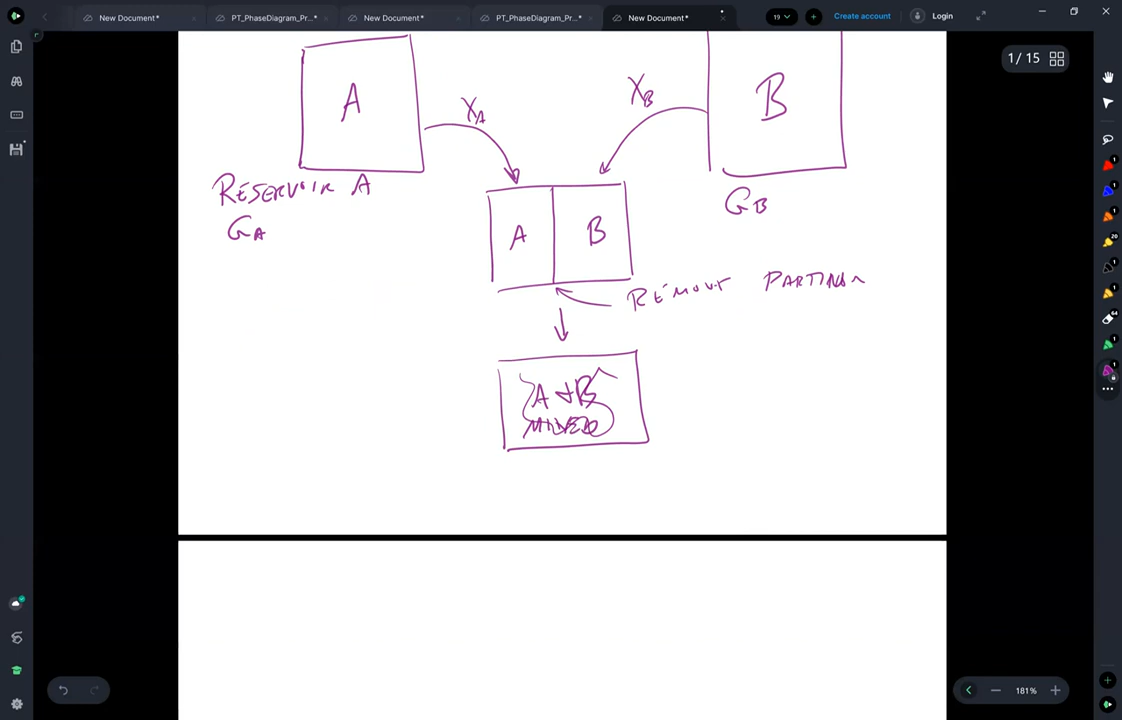 New Document*
PT_PhaseDiagram_Pr...*
New Document*
PT_PhaseDiagram_Pr...*
New Document*
19
Create account
Login
1 / 15
A
XA
XB
B
RESERVOIR A
GA
GB
A
B
REMOVE PARTITION
A + B
MIXED
181%